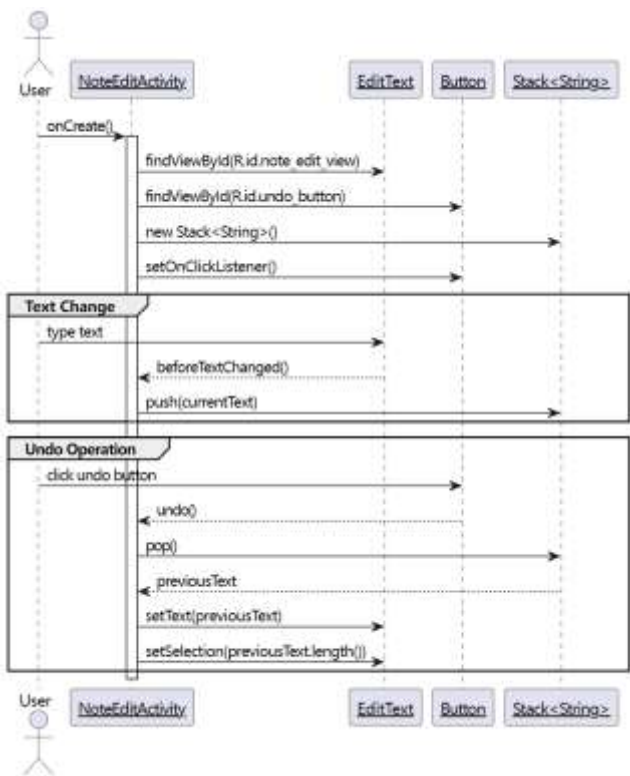 User
NoteEditActivity
EditText
Button
Stack<String>
onCreate()
findViewById(R.id.note_edit_view)
findViewById(R.id.undo_button)
new Stack<String>()
setOnClickListener()
Text Change
type text
beforeTextChanged()
push(currentText)
Undo Operation
click undo button
undo()
pop()
previousText
setText(previousText)
setSelection(previousText.length())
User
NoteEditActivity
EditText
Button
Stack<String>